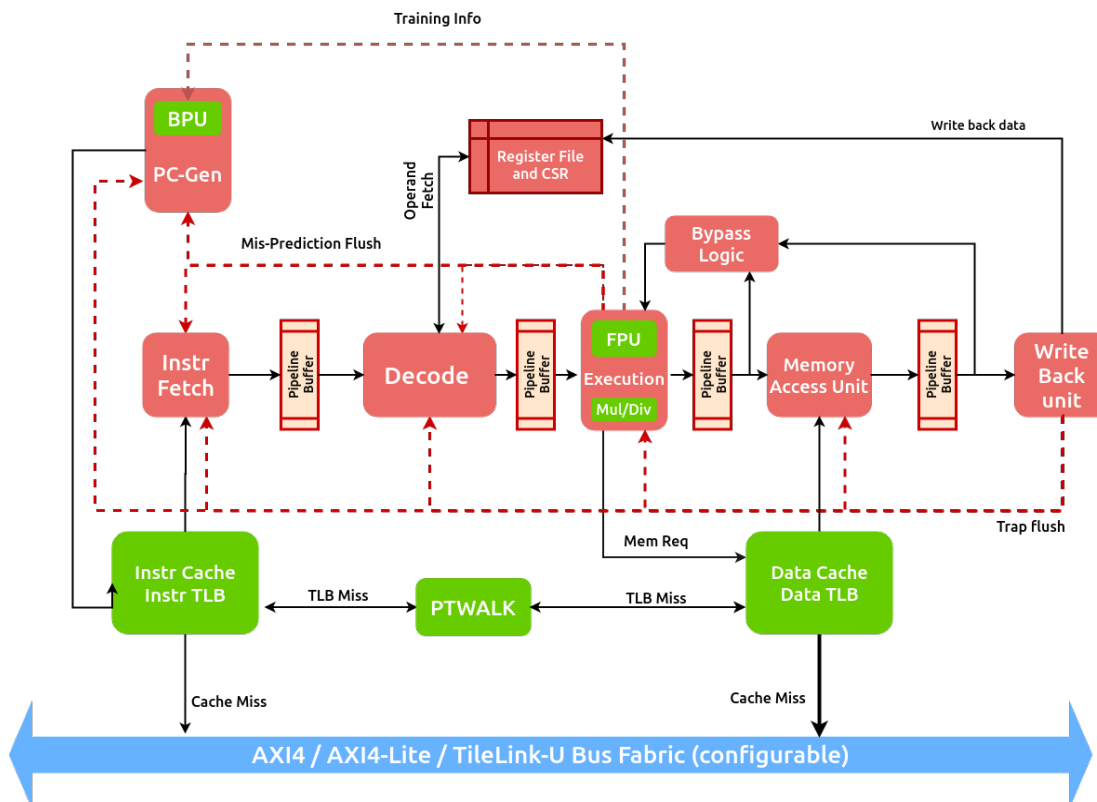 Training Info
BPU
PC-Gen
Register File
and CSR
Write back data
Operand
Fetch
Mis-Prediction Flush
Bypass
Logic
Instr
Fetch
Pipeline
Buffer
Decode
Pipeline
Buffer
FPU
Execution
Mul/Div
Pipeline
Buffer
Memory
Access Unit
Pipeline
Buffer
Write
Back
unit
Trap flush
Mem Req
Instr Cache
Instr TLB
TLB Miss
PTWALK
TLB Miss
Data Cache
Data TLB
Cache Miss
Cache Miss
AXI4 / AXI4-Lite / TileLink-U Bus Fabric (configurable)